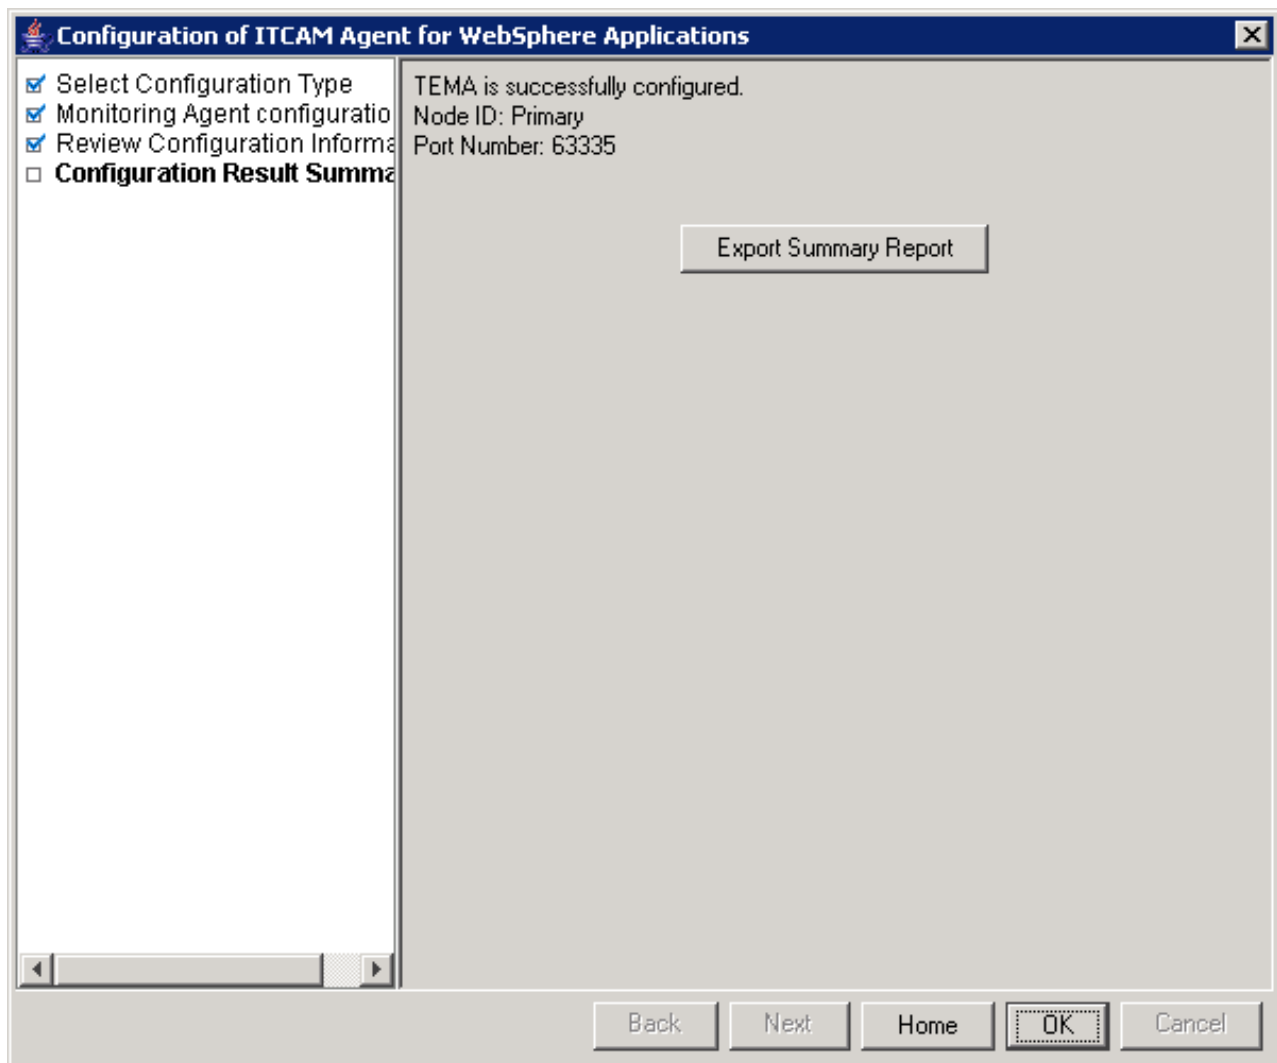 Configuration of ITCAM Agent for WebSphere Applications
Select Configuration Type
Monitoring Agent configuratio
Review Configuration Informa
Configuration Result Summa
TEMA is successfully configured.
Node ID: Primary
Port Number: 63335
Export Summary Report
Back
Next
Home
OK
Cancel